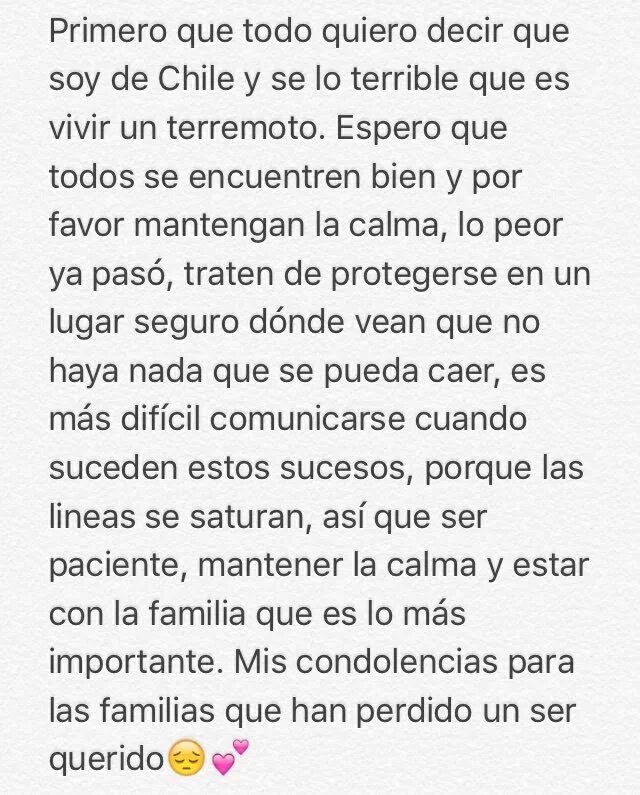 Primero que todo quiero decir que
soy de Chile y se lo terrible que es
vivir un terremoto. Espero que
todos se encuentren bien y por
favor mantengan la calma, lo peor
ya pasó, traten de protegerse en un
lugar seguro dónde vean que no
haya nada que se pueda caer, es
más difícil comunicarse cuando
suceden estos sucesos, porque las
lineas se saturan, así que ser
paciente, mantener la calma y estar
con la familia que es lo más
importante. Mis condolencias para
las familias que han perdido un ser
querido😔💕